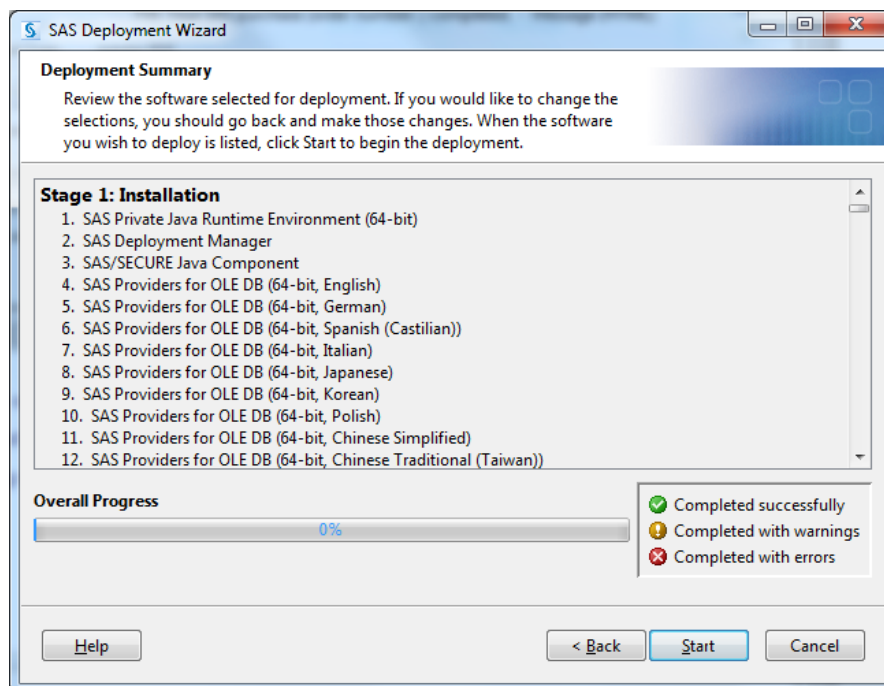 SAS Deployment Wizard
Deployment Summary
Review the software selected for deployment. If you would like to change the
selections, you should go back and make those changes. When the software
you wish to deploy is listed, click Start to begin the deployment.
Stage 1: Installation
1. SAS Private Java Runtime Environment (64-bit)
2. SAS Deployment Manager
3. SAS/SECURE Java Component
4. SAS Providers for OLE DB (64-bit, English)
5. SAS Providers for OLE DB (64-bit, German)
6. SAS Providers for OLE DB (64-bit, Spanish (Castilian))
7. SAS Providers for OLE DB (64-bit, Italian)
8. SAS Providers for OLE DB (64-bit, Japanese)
9. SAS Providers for OLE DB (64-bit, Korean)
10. SAS Providers for OLE DB (64-bit, Polish)
11. SAS Providers for OLE DB (64-bit, Chinese Simplified)
12. SAS Providers for OLE DB (64-bit, Chinese Traditional (Taiwan))
Overall Progress
0%
Completed successfully
Completed with warnings
Completed with errors
Help
< Back
Start
Cancel